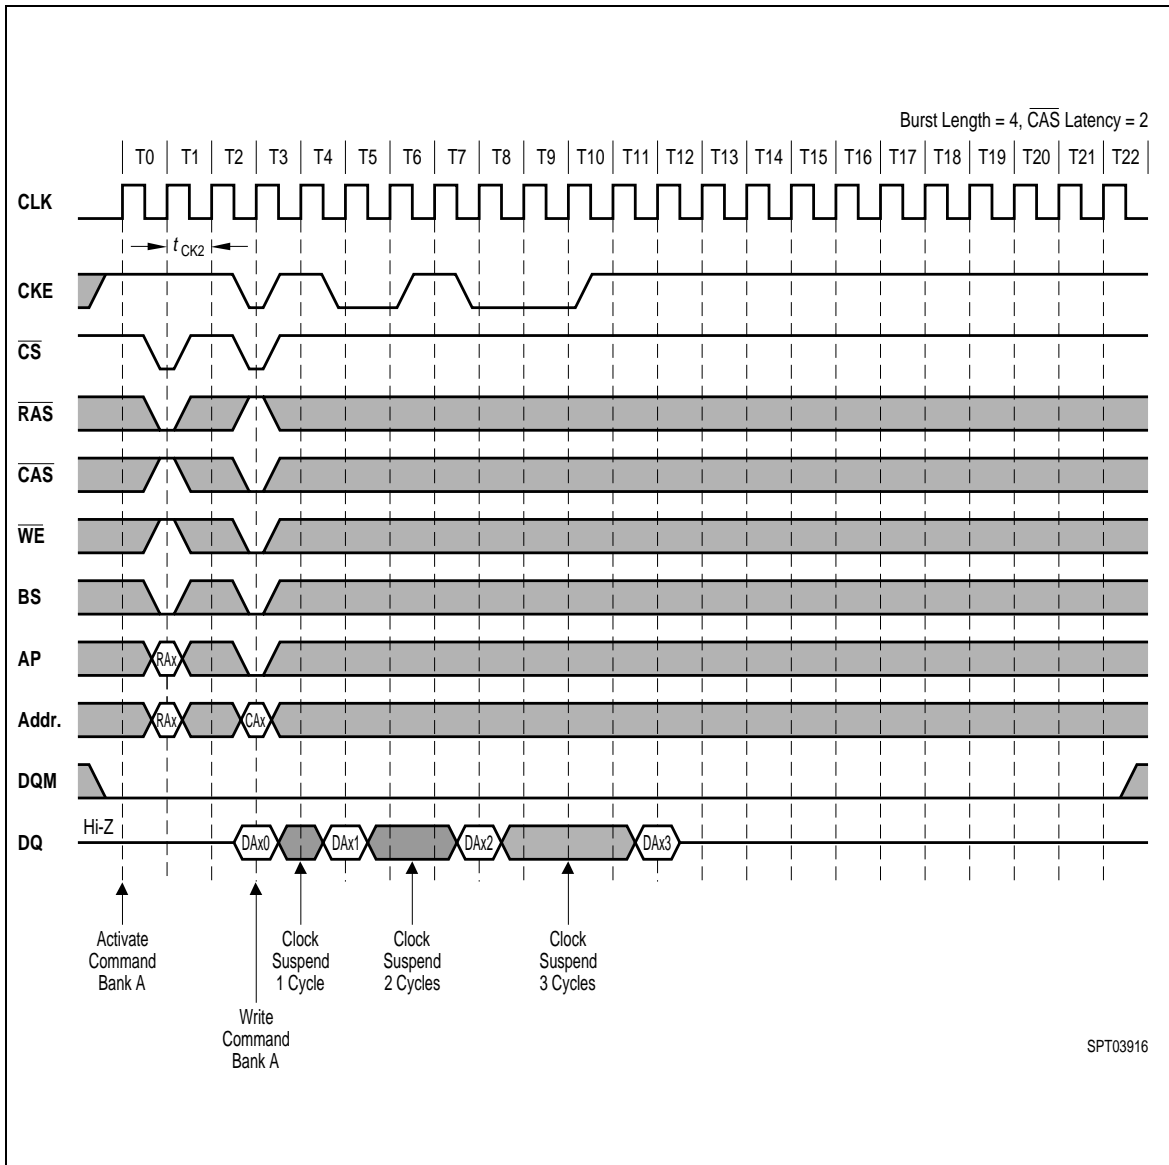 Burst Length = 4, CAS Latency = 2
T0 T1 T2 T3 T4 T5 T6 T7 T8 T9 T10 T11 T12 T13 T14 T15 T16 T17 T18 T19 T20 T21 T22
CLK
t CK2
CKE
CS
RAS
CAS
WE
BS
AP
RAx
Addr.
RAx CAx
DQM
Hi-Z
DQ
DAx0 DAx1 DAx2 DAx3
Activate
Command
Bank A
Write
Command
Bank A
Clock
Suspend
1 Cycle
Clock
Suspend
2 Cycles
Clock
Suspend
3 Cycles
SPT03916